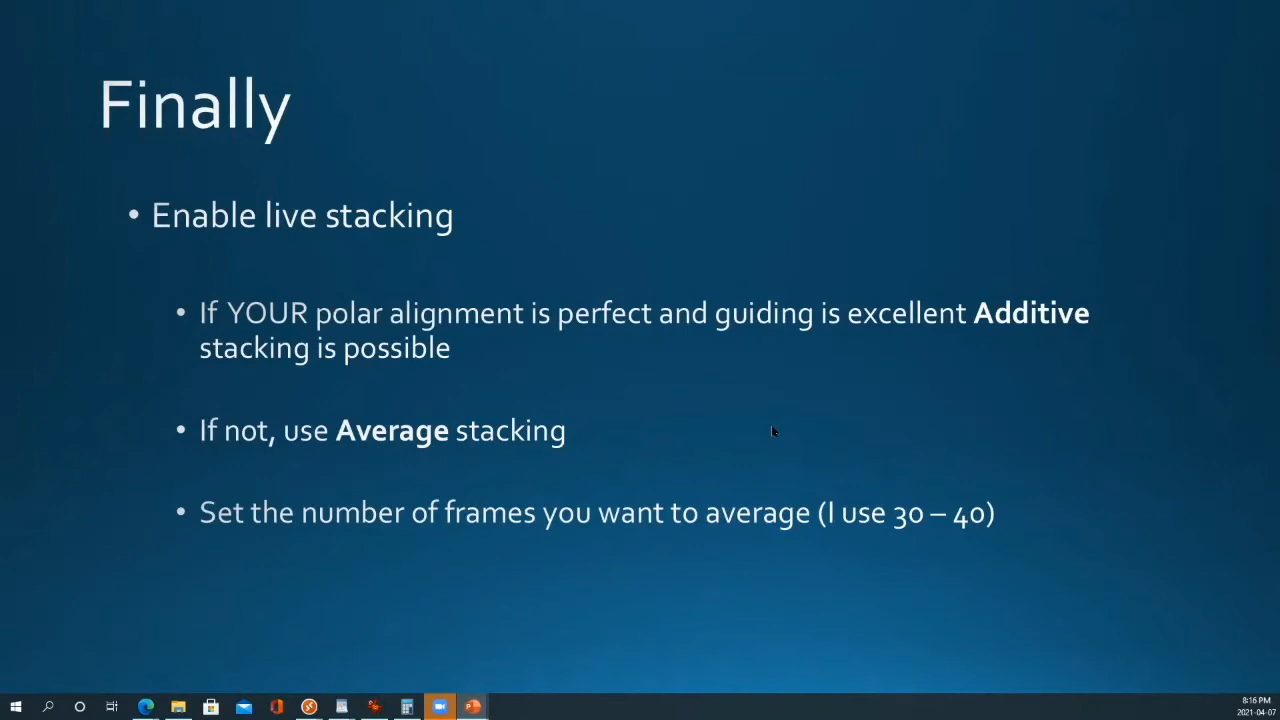 Finally
• Enable live stacking
• If YOUR polar alignment is perfect and guiding is excellent Additive
stacking is possible
• If not, use Average stacking
• Set the number of frames you want to average (I use 30 – 40)
8:16 PM
2021-04-07